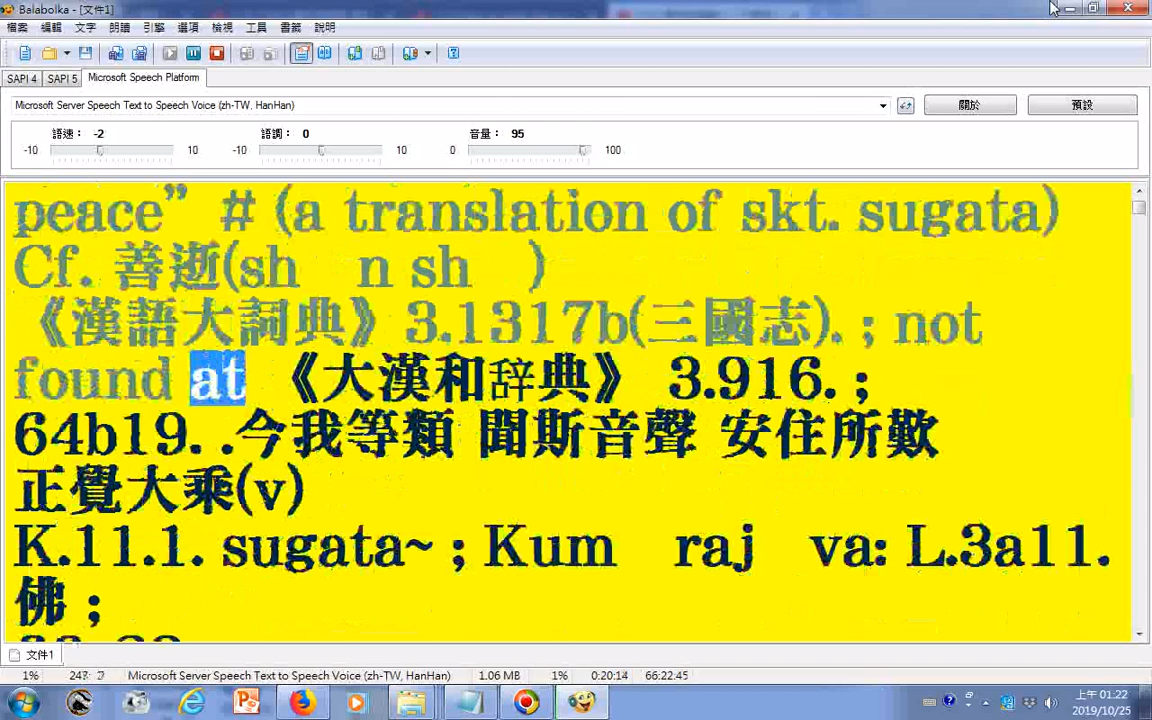 Balabolka - [文件1]
檔案 編輯 文字 朗讀 引擎 選項 檢視 工具 書籤 說明
SAPI 4 SAPI 5 Microsoft Speech Platform
Microsoft Server Speech Text to Speech Voice (zh-TW, HanHan) 關於 預設
語速： -2 語調： 0 音量： 95
-10 10 -10 10 0 100
peace” # (a translation of skt. sugata)
Cf. 善逝(sh n sh )
《漢語大詞典》 3.1317b(三國志). ; not
found at 《大漢和辞典》 3.916. ;
64b19. .今我等類 聞斯音聲 安住所歎
正覺大乘(v)
K.11.1. sugata~ ; Kum raj va: L.3a11.
佛 ;
文件1
1% Microsoft Server Speech Text to Speech Voice (zh-TW, HanHan) 1.06 MB 1% 0:20:14 66:22:45
上午 01:22
2019/10/25